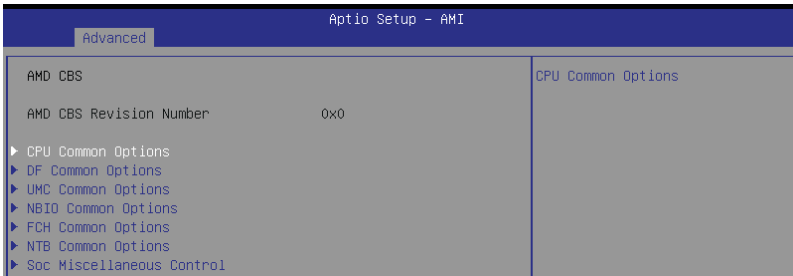 Aptio Setup – AMI
Advanced
AMD CBS
AMD CBS Revision Number 0x0
CPU Common Options
DF Common Options
UMC Common Options
NBIO Common Options
FCH Common Options
NTB Common Options
Soc Miscellaneous Control
CPU Common Options